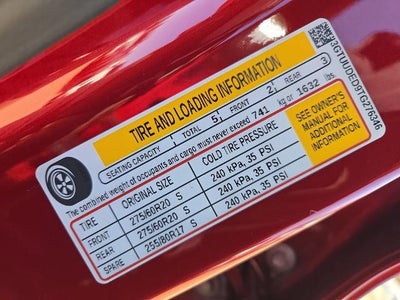 TIRE AND LOADING INFORMATION
SEATING CAPACITY | TOTAL 5 | FRONT 2 | REAR 3
The combined weight of occupants and cargo must never exceed 741 kg or 1632 lbs.
TIRE ORIGINAL SIZE COLD TIRE PRESSURE
FRONT 275/60R20 S 240 kPa, 35 PSI
REAR 275/60R20 S 240 kPa, 35 PSI
SPARE 255/80R17 S 240 kPa, 35 PSI
SEE OWNER'S
MANUAL FOR
ADDITIONAL
INFORMATION
3GTUUDED9TG276346